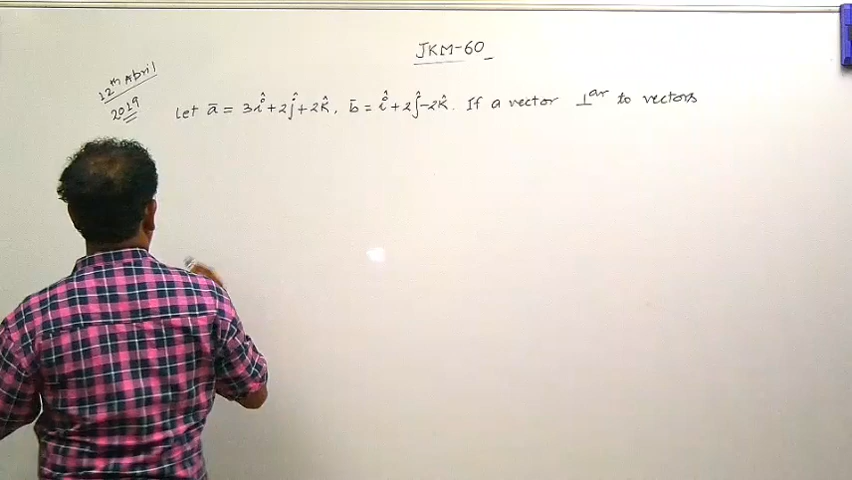 JKM-60
12th April
2019
Let a̅ = 3î+2ĵ+2k̂, b̅ = î+2ĵ-2k̂. If a vector ⊥ar to vectors